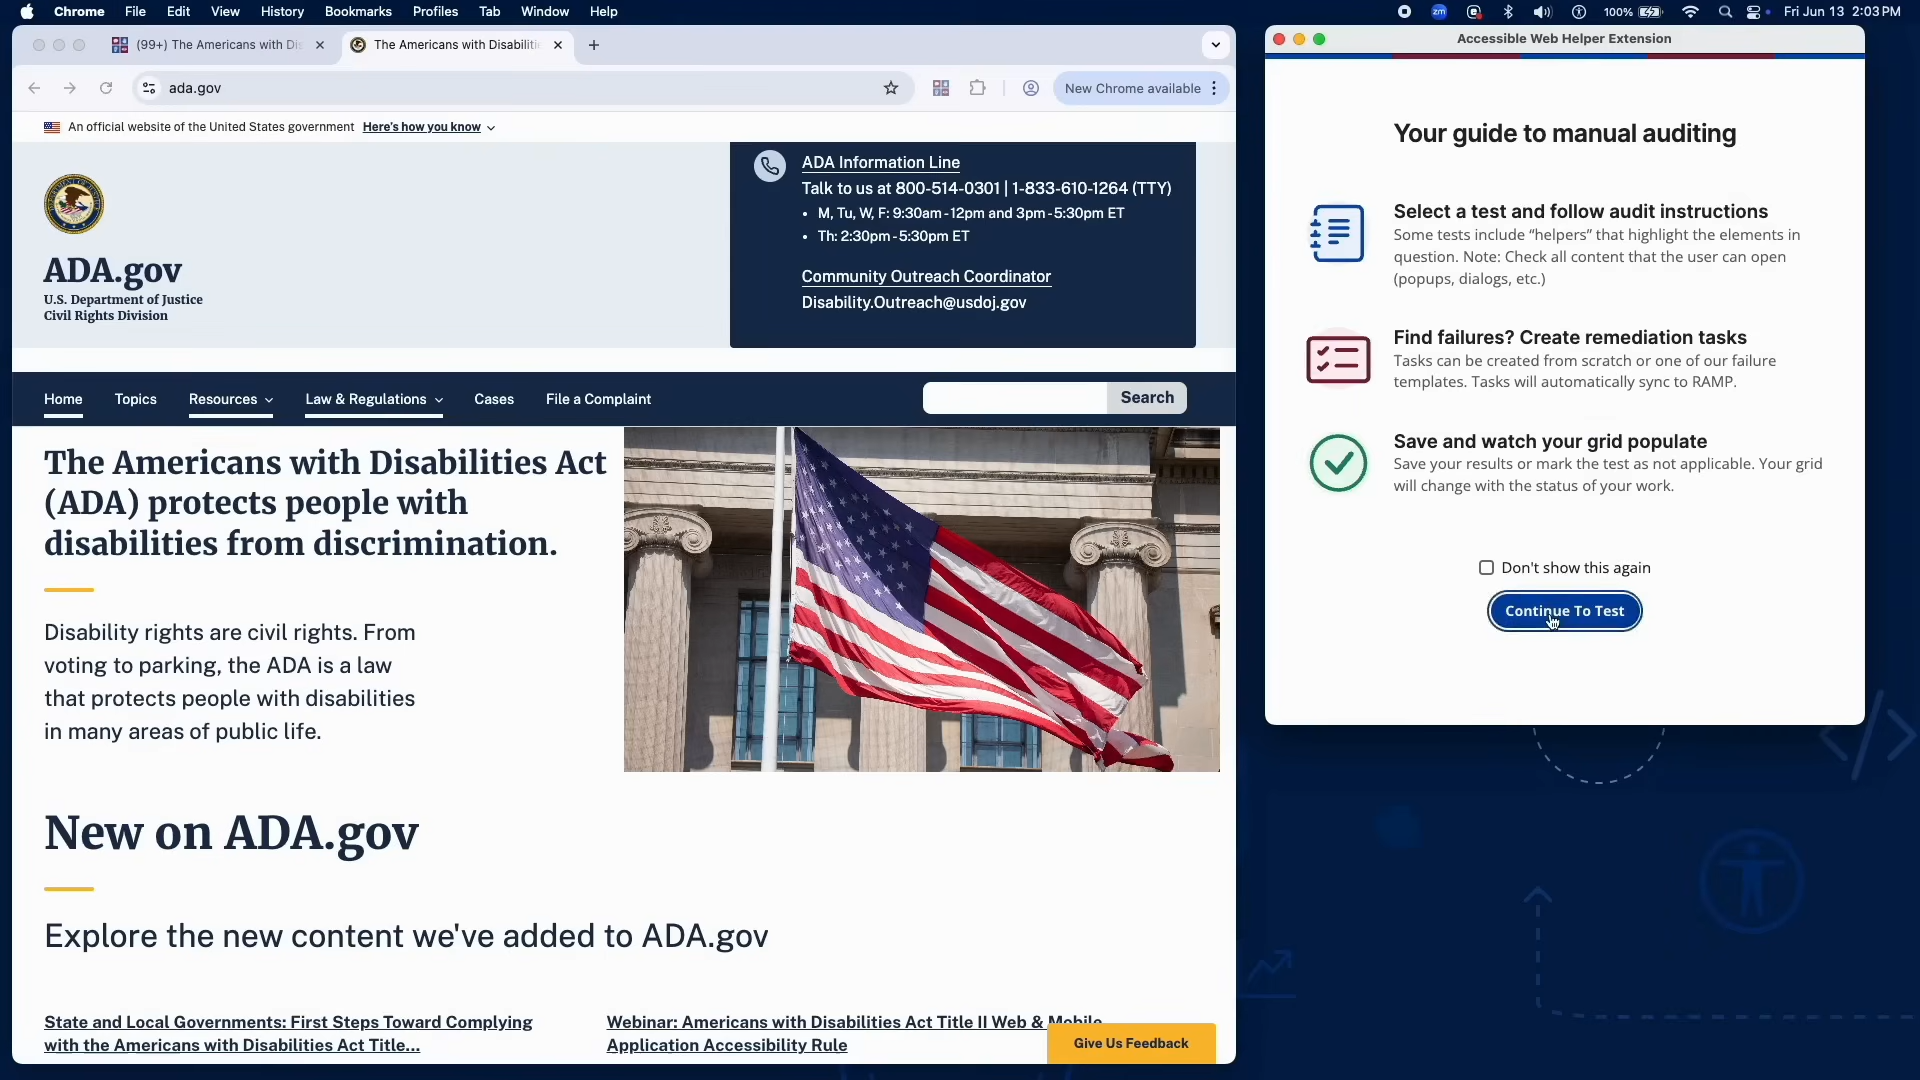 Chrome File Edit View History Bookmarks Profiles Tab Window Help
zm 100% Fri Jun 13 2:03 PM
(99+) The Americans with Dis
The Americans with Disabilitie
ada.gov
New Chrome available
An official website of the United States government Here's how you know
ADA.gov
U.S. Department of Justice
Civil Rights Division
ADA Information Line
Talk to us at 800-514-0301 | 1-833-610-1264 (TTY)
• M, Tu, W, F: 9:30am - 12pm and 3pm - 5:30pm ET
• Th: 2:30pm - 5:30pm ET
Community Outreach Coordinator
Disability.Outreach@usdoj.gov
Home Topics Resources Law & Regulations Cases File a Complaint Search
The Americans with Disabilities Act
(ADA) protects people with
disabilities from discrimination.
Disability rights are civil rights. From
voting to parking, the ADA is a law
that protects people with disabilities
in many areas of public life.
New on ADA.gov
Explore the new content we've added to ADA.gov
State and Local Governments: First Steps Toward Complying
with the Americans with Disabilities Act Title...
Webinar: Americans with Disabilities Act Title II Web & Mobile
Application Accessibility Rule
Give Us Feedback
Accessible Web Helper Extension
Your guide to manual auditing
Select a test and follow audit instructions
Some tests include “helpers” that highlight the elements in
question. Note: Check all content that the user can open
(popups, dialogs, etc.)
Find failures? Create remediation tasks
Tasks can be created from scratch or one of our failure
templates. Tasks will automatically sync to RAMP.
Save and watch your grid populate
Save your results or mark the test as not applicable. Your grid
will change with the status of your work.
Don't show this again
Continue To Test